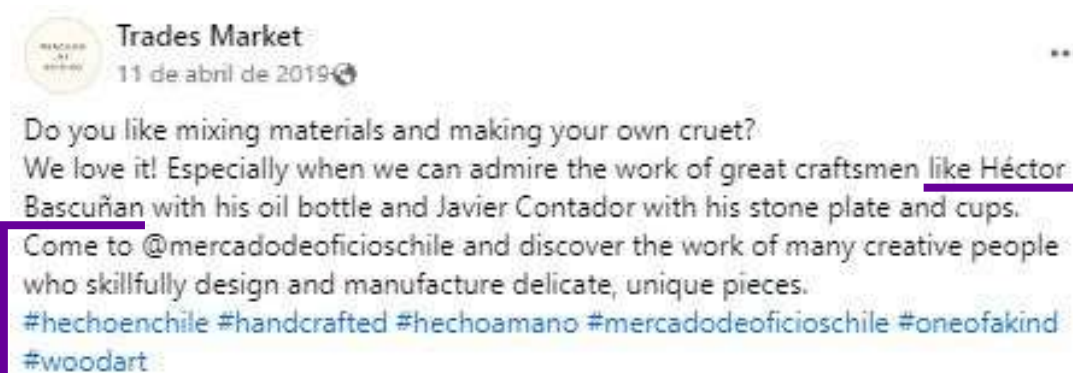 Trades Market
11 de abril de 2019
Do you like mixing materials and making your own cruet?
We love it! Especially when we can admire the work of great craftsmen like Héctor
Bascuñan with his oil bottle and Javier Contador with his stone plate and cups.
Come to @mercadodeoficioschile and discover the work of many creative people
who skillfully design and manufacture delicate, unique pieces.
#hechoenchile #handcrafted #hechoamano #mercadodeoficioschile #oneofakind
#woodart